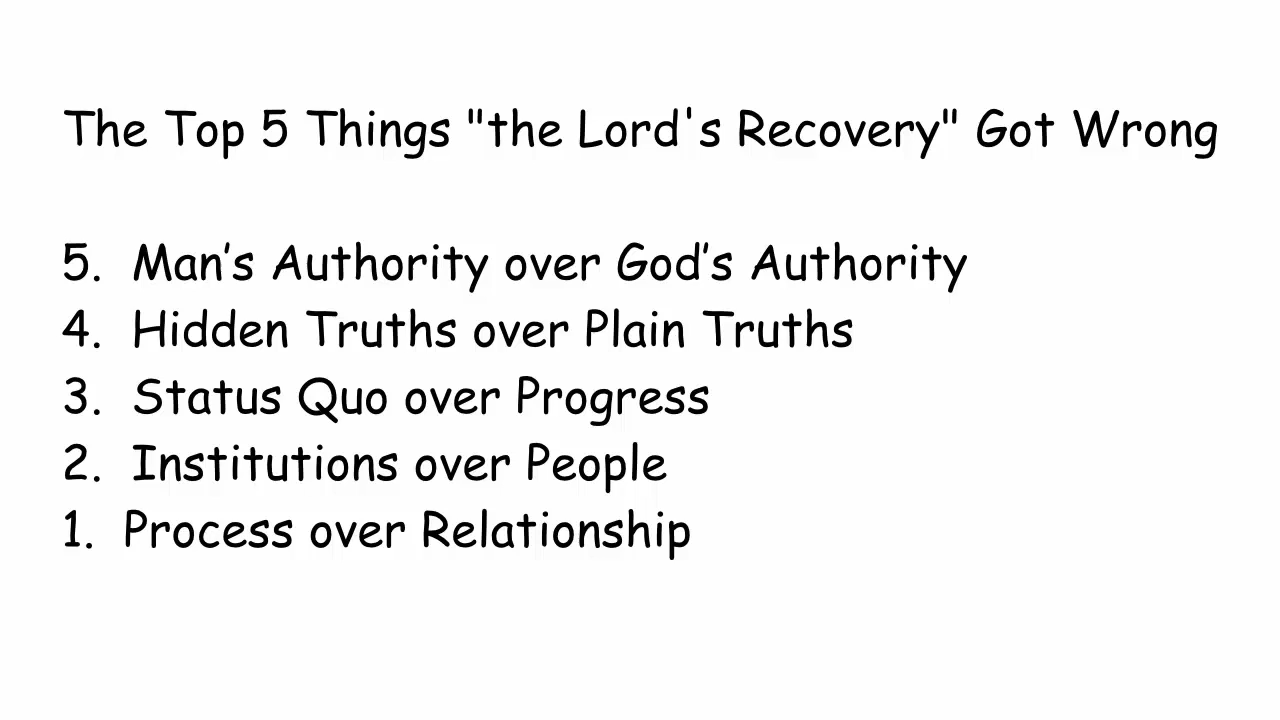 The Top 5 Things "the Lord's Recovery" Got Wrong
5. Man’s Authority over God’s Authority
4. Hidden Truths over Plain Truths
3. Status Quo over Progress
2. Institutions over People
1. Process over Relationship